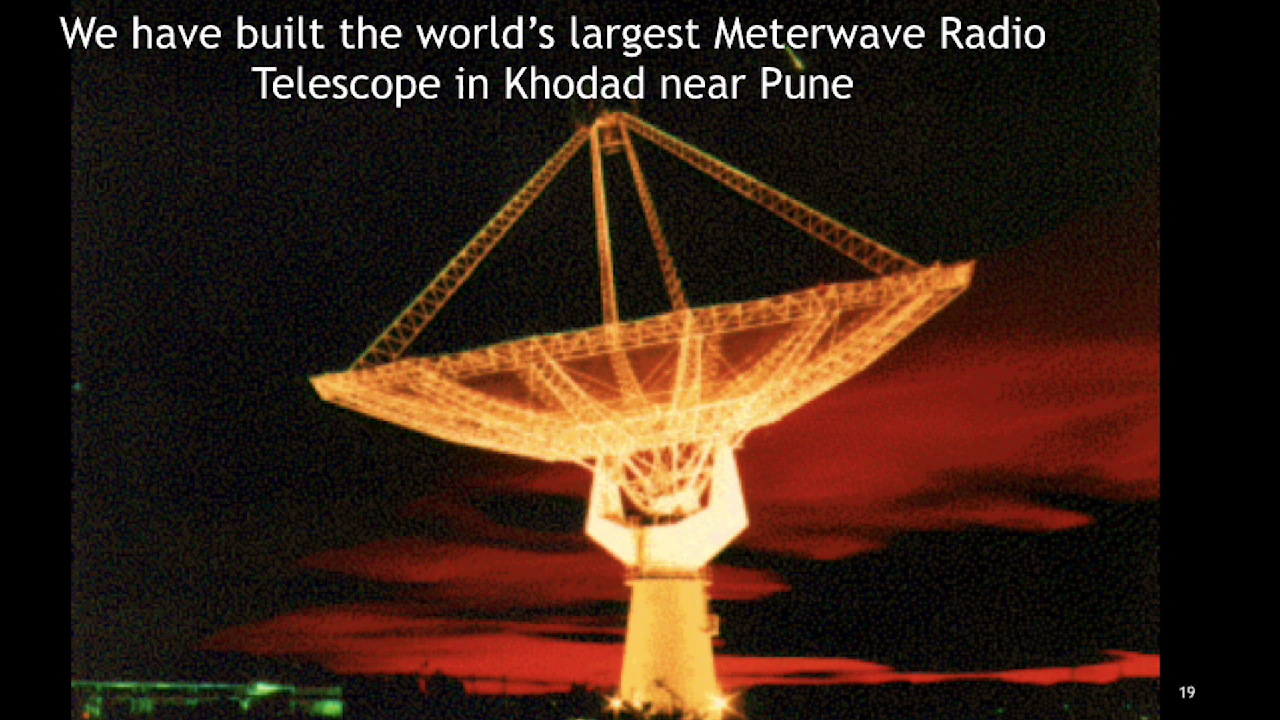 We have built the world’s largest Meterwave Radio
Telescope in Khodad near Pune
19